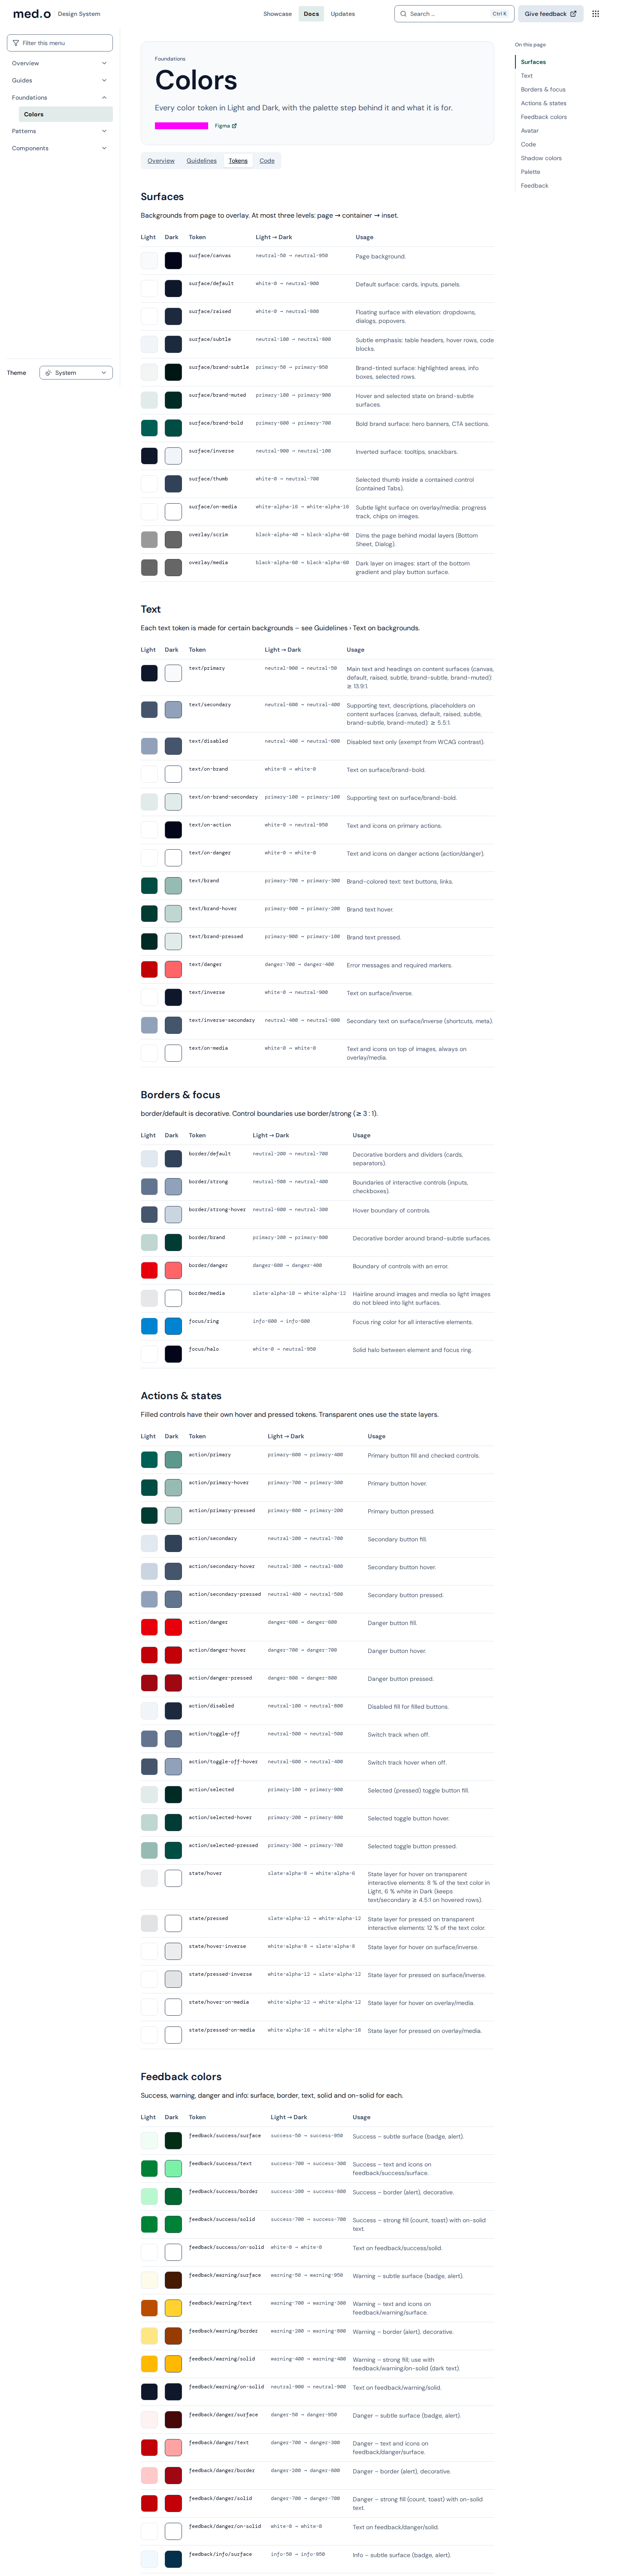 med.o Design System
Showcase Docs Updates
Search ... Ctrl K
Give feedback
Filter this menu
Overview
Guides
Foundations
Colors
Patterns
Components
Theme System
Foundations
Colors
Every color token in Light and Dark, with the palette step behind it and what it is for.
Figma
Overview Guidelines Tokens Code
On this page
Surfaces
Text
Borders & focus
Actions & states
Feedback colors
Avatar
Code
Shadow colors
Palette
Feedback
Surfaces
Backgrounds from page to overlay. At most three levels: page → container → inset.
Light Dark Token Light → Dark Usage
surface/canvas neutral-50 → neutral-950 Page background.
surface/default white-0 → neutral-900 Default surface: cards, inputs, panels.
surface/raised white-0 → neutral-800 Floating surface with elevation: dropdowns,
dialogs, popovers.
surface/subtle neutral-100 → neutral-800 Subtle emphasis: table headers, hover rows, code
blocks.
surface/brand-subtle primary-50 → primary-950 Brand-tinted surface: highlighted areas, info
boxes, selected rows.
surface/brand-muted primary-100 → primary-900 Hover and selected state on brand-subtle
surfaces.
surface/brand-bold primary-600 → primary-700 Bold brand surface: hero banners, CTA sections.
surface/inverse neutral-900 → neutral-100 Inverted surface: tooltips, snackbars.
surface/thumb white-0 → neutral-700 Selected thumb inside a contained control
(contained Tabs).
surface/on-media white-alpha-16 → white-alpha-16 Subtle light surface on overlay/media: progress
track, chips on images.
overlay/scrim black-alpha-40 → black-alpha-60 Dims the page behind modal layers (Bottom
Sheet, Dialog).
overlay/media black-alpha-60 → black-alpha-60 Dark layer on images: start of the bottom
gradient and play button surface.
Text
Each text token is made for certain backgrounds – see Guidelines › Text on backgrounds.
Light Dark Token Light → Dark Usage
text/primary neutral-900 → neutral-50 Main text and headings on content surfaces (canvas,
default, raised, subtle, brand-subtle, brand-muted):
≥ 13.9:1.
text/secondary neutral-600 → neutral-400 Supporting text, descriptions, placeholders on
content surfaces (canvas, default, raised, subtle,
brand-subtle, brand-muted): ≥ 5.5:1.
text/disabled neutral-400 → neutral-600 Disabled text only (exempt from WCAG contrast).
text/on-brand white-0 → white-0 Text on surface/brand-bold.
text/on-brand-secondary primary-100 → primary-100 Supporting text on surface/brand-bold.
text/on-action white-0 → neutral-950 Text and icons on primary actions.
text/on-danger white-0 → white-0 Text and icons on danger actions (action/danger).
text/brand primary-700 → primary-300 Brand-colored text: text buttons, links.
text/brand-hover primary-800 → primary-200 Brand text hover.
text/brand-pressed primary-900 → primary-100 Brand text pressed.
text/danger danger-700 → danger-400 Error messages and required markers.
text/inverse white-0 → neutral-900 Text on surface/inverse.
text/inverse-secondary neutral-400 → neutral-600 Secondary text on surface/inverse (shortcuts, meta).
text/on-media white-0 → white-0 Text and icons on top of images, always on
overlay/media.
Borders & focus
border/default is decorative. Control boundaries use border/strong (≥ 3 : 1).
Light Dark Token Light → Dark Usage
border/default neutral-200 → neutral-700 Decorative borders and dividers (cards,
separators).
border/strong neutral-500 → neutral-400 Boundaries of interactive controls (inputs,
checkboxes).
border/strong-hover neutral-600 → neutral-300 Hover boundary of controls.
border/brand primary-200 → primary-800 Decorative border around brand-subtle surfaces.
border/danger danger-600 → danger-400 Boundary of controls with an error.
border/media slate-alpha-10 → white-alpha-12 Hairline around images and media so light images
do not bleed into light surfaces.
focus/ring info-600 → info-600 Focus ring color for all interactive elements.
focus/halo white-0 → neutral-950 Solid halo between element and focus ring.
Actions & states
Filled controls have their own hover and pressed tokens. Transparent ones use the state layers.
Light Dark Token Light → Dark Usage
action/primary primary-600 → primary-400 Primary button fill and checked controls.
action/primary-hover primary-700 → primary-300 Primary button hover.
action/primary-pressed primary-800 → primary-200 Primary button pressed.
action/secondary neutral-200 → neutral-700 Secondary button fill.
action/secondary-hover neutral-300 → neutral-600 Secondary button hover.
action/secondary-pressed neutral-400 → neutral-500 Secondary button pressed.
action/danger danger-600 → danger-600 Danger button fill.
action/danger-hover danger-700 → danger-700 Danger button hover.
action/danger-pressed danger-800 → danger-800 Danger button pressed.
action/disabled neutral-100 → neutral-800 Disabled fill for filled buttons.
action/toggle-off neutral-500 → neutral-500 Switch track when off.
action/toggle-off-hover neutral-600 → neutral-400 Switch track hover when off.
action/selected primary-100 → primary-900 Selected (pressed) toggle button fill.
action/selected-hover primary-200 → primary-800 Selected toggle button hover.
action/selected-pressed primary-300 → primary-700 Selected toggle button pressed.
state/hover slate-alpha-8 → white-alpha-6 State layer for hover on transparent
interactive elements: 8 % of the text color in
Light, 6 % white in Dark (keeps
text/secondary ≥ 4.5:1 on hovered rows).
state/pressed slate-alpha-12 → white-alpha-12 State layer for pressed on transparent
interactive elements: 12 % of the text color.
state/hover-inverse white-alpha-8 → slate-alpha-8 State layer for hover on surface/inverse.
state/pressed-inverse white-alpha-12 → slate-alpha-12 State layer for pressed on surface/inverse.
state/hover-on-media white-alpha-12 → white-alpha-12 State layer for hover on overlay/media.
state/pressed-on-media white-alpha-16 → white-alpha-16 State layer for pressed on overlay/media.
Feedback colors
Success, warning, danger and info: surface, border, text, solid and on-solid for each.
Light Dark Token Light → Dark Usage
feedback/success/surface success-50 → success-950 Success – subtle surface (badge, alert).
feedback/success/text success-700 → success-300 Success – text and icons on
feedback/success/surface.
feedback/success/border success-200 → success-800 Success – border (alert), decorative.
feedback/success/solid success-700 → success-700 Success – strong fill (count, toast) with on-solid
text.
feedback/success/on-solid white-0 → white-0 Text on feedback/success/solid.
feedback/warning/surface warning-50 → warning-950 Warning – subtle surface (badge, alert).
feedback/warning/text warning-700 → warning-300 Warning – text and icons on
feedback/warning/surface.
feedback/warning/border warning-200 → warning-800 Warning – border (alert), decorative.
feedback/warning/solid warning-400 → warning-400 Warning – strong fill; use with
feedback/warning/on-solid (dark text).
feedback/warning/on-solid neutral-900 → neutral-900 Text on feedback/warning/solid.
feedback/danger/surface danger-50 → danger-950 Danger – subtle surface (badge, alert).
feedback/danger/text danger-700 → danger-300 Danger – text and icons on
feedback/danger/surface.
feedback/danger/border danger-200 → danger-800 Danger – border (alert), decorative.
feedback/danger/solid danger-700 → danger-700 Danger – strong fill (count, toast) with on-solid
text.
feedback/danger/on-solid white-0 → white-0 Text on feedback/danger/solid.
feedback/info/surface info-50 → info-950 Info – subtle surface (badge, alert).